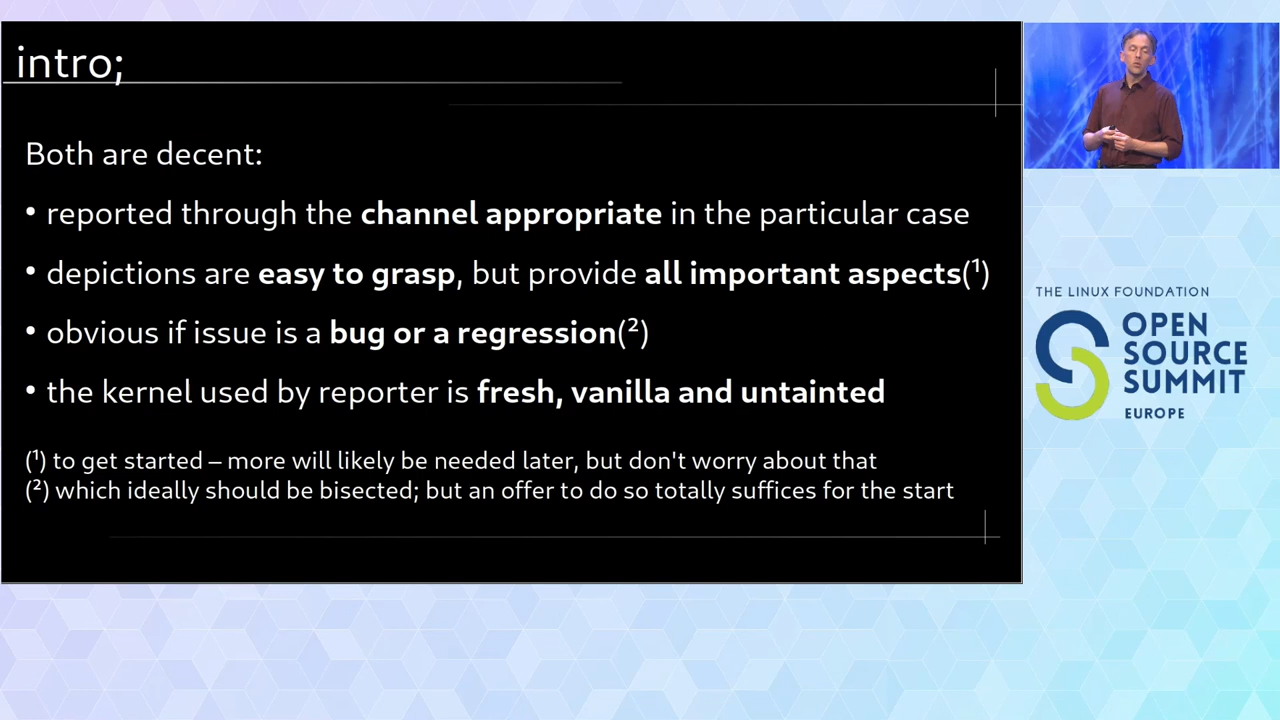 intro;
Both are decent:
• reported through the channel appropriate in the particular case
• depictions are easy to grasp, but provide all important aspects(¹)
• obvious if issue is a bug or a regression(²)
• the kernel used by reporter is fresh, vanilla and untainted
(¹) to get started – more will likely be needed later, but don't worry about that
(²) which ideally should be bisected; but an offer to do so totally suffices for the start
THE LINUX FOUNDATION
OPEN
SOURCE
SUMMIT
EUROPE